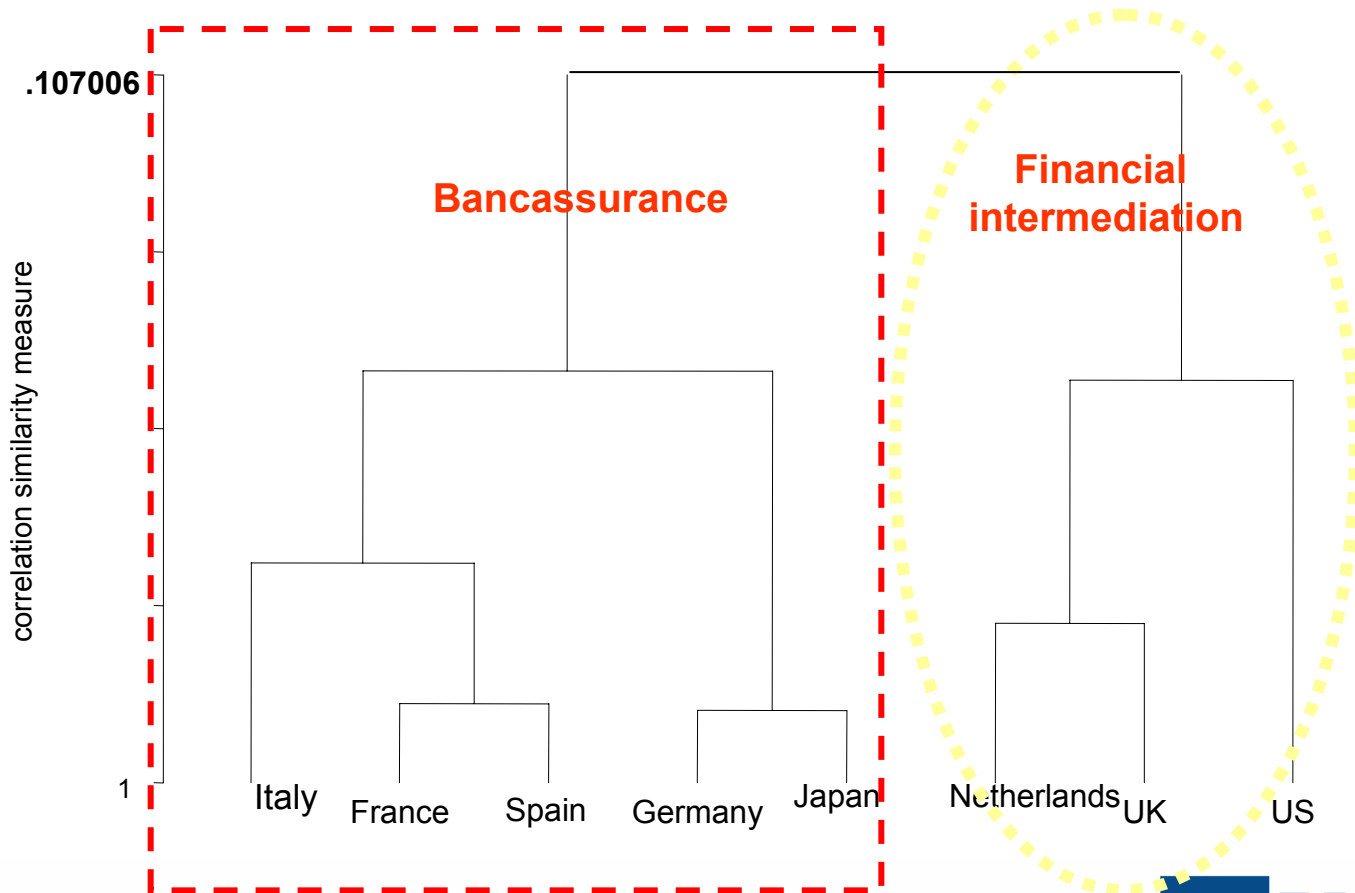 .107006
Financial
intermediation
Bancassurance
correlation similarity measure
1
Italy
France
Spain
Germany
Japan
Netherlands
UK
US